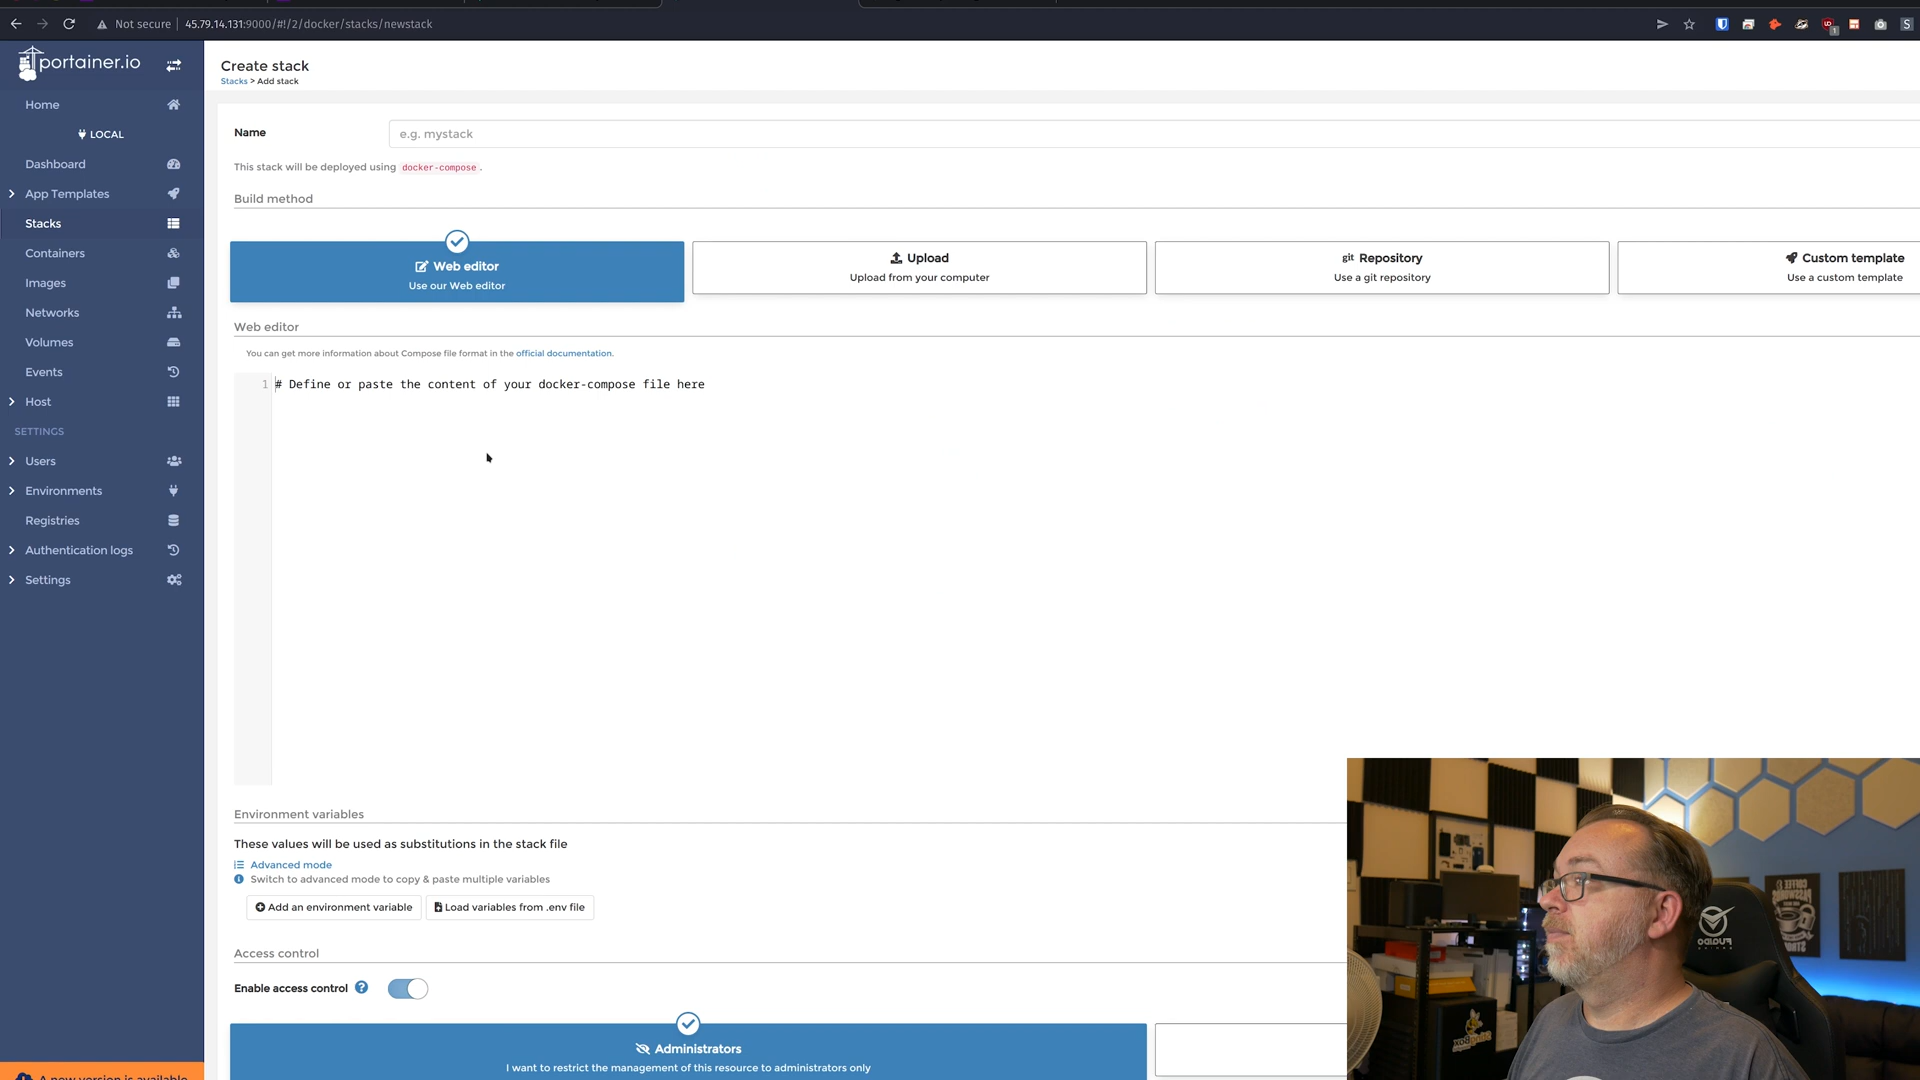 Not secure
45.79.14.131:9000/#!/2/docker/stacks/newstack
portainer.io
Home
LOCAL
Dashboard
App Templates
Stacks
Containers
Images
Networks
Volumes
Events
Host
SETTINGS
Users
Environments
Registries
Authentication logs
Settings
A new version is available
Create stack
Stacks > Add stack
Name
e.g. mystack
This stack will be deployed using docker-compose.
Build method
Web editor
Use our Web editor
Upload
Upload from your computer
git Repository
Use a git repository
Custom template
Use a custom template
Web editor
You can get more information about Compose file format in the official documentation.
1 # Define or paste the content of your docker-compose file here
Environment variables
These values will be used as substitutions in the stack file
Advanced mode
Switch to advanced mode to copy & paste multiple variables
Add an environment variable
Load variables from .env file
Access control
Enable access control
Administrators
I want to restrict the management of this resource to administrators only